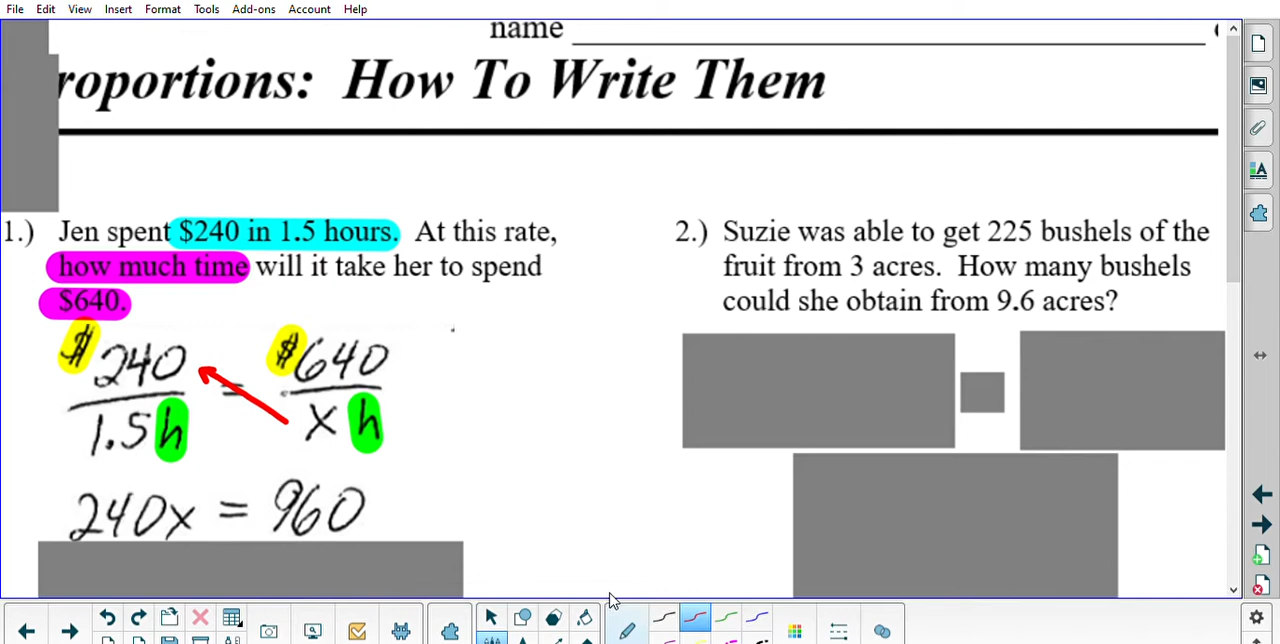 File Edit View Insert Format Tools Add-ons Account Help
name
roportions: How To Write Them
1.) Jen spent $240 in 1.5 hours. At this rate,
how much time will it take her to spend
$640.
$240 = $640
1.5h x h
240x = 960
2.) Suzie was able to get 225 bushels of the
fruit from 3 acres. How many bushels
could she obtain from 9.6 acres?